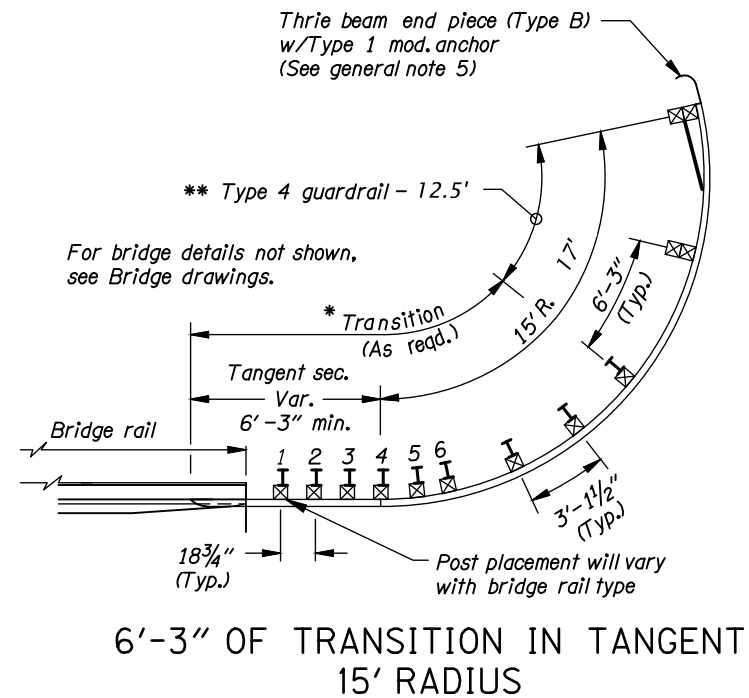 Thrie beam end piece (Type B)
w/Type 1 mod. anchor
(See general note 5)
** Type 4 guardrail - 12.5'
For bridge details not shown,
see Bridge drawings.
* Transition
(As reqd.)
15' R. 17'
6'-3"
(Typ.)
Tangent sec.
Var.
6'-3" min.
Bridge rail
1 2 3 4 5 6
3'-1½"
(Typ.)
18¾"
(Typ.)
Post placement will vary
with bridge rail type
6'-3" OF TRANSITION IN TANGENT
15' RADIUS